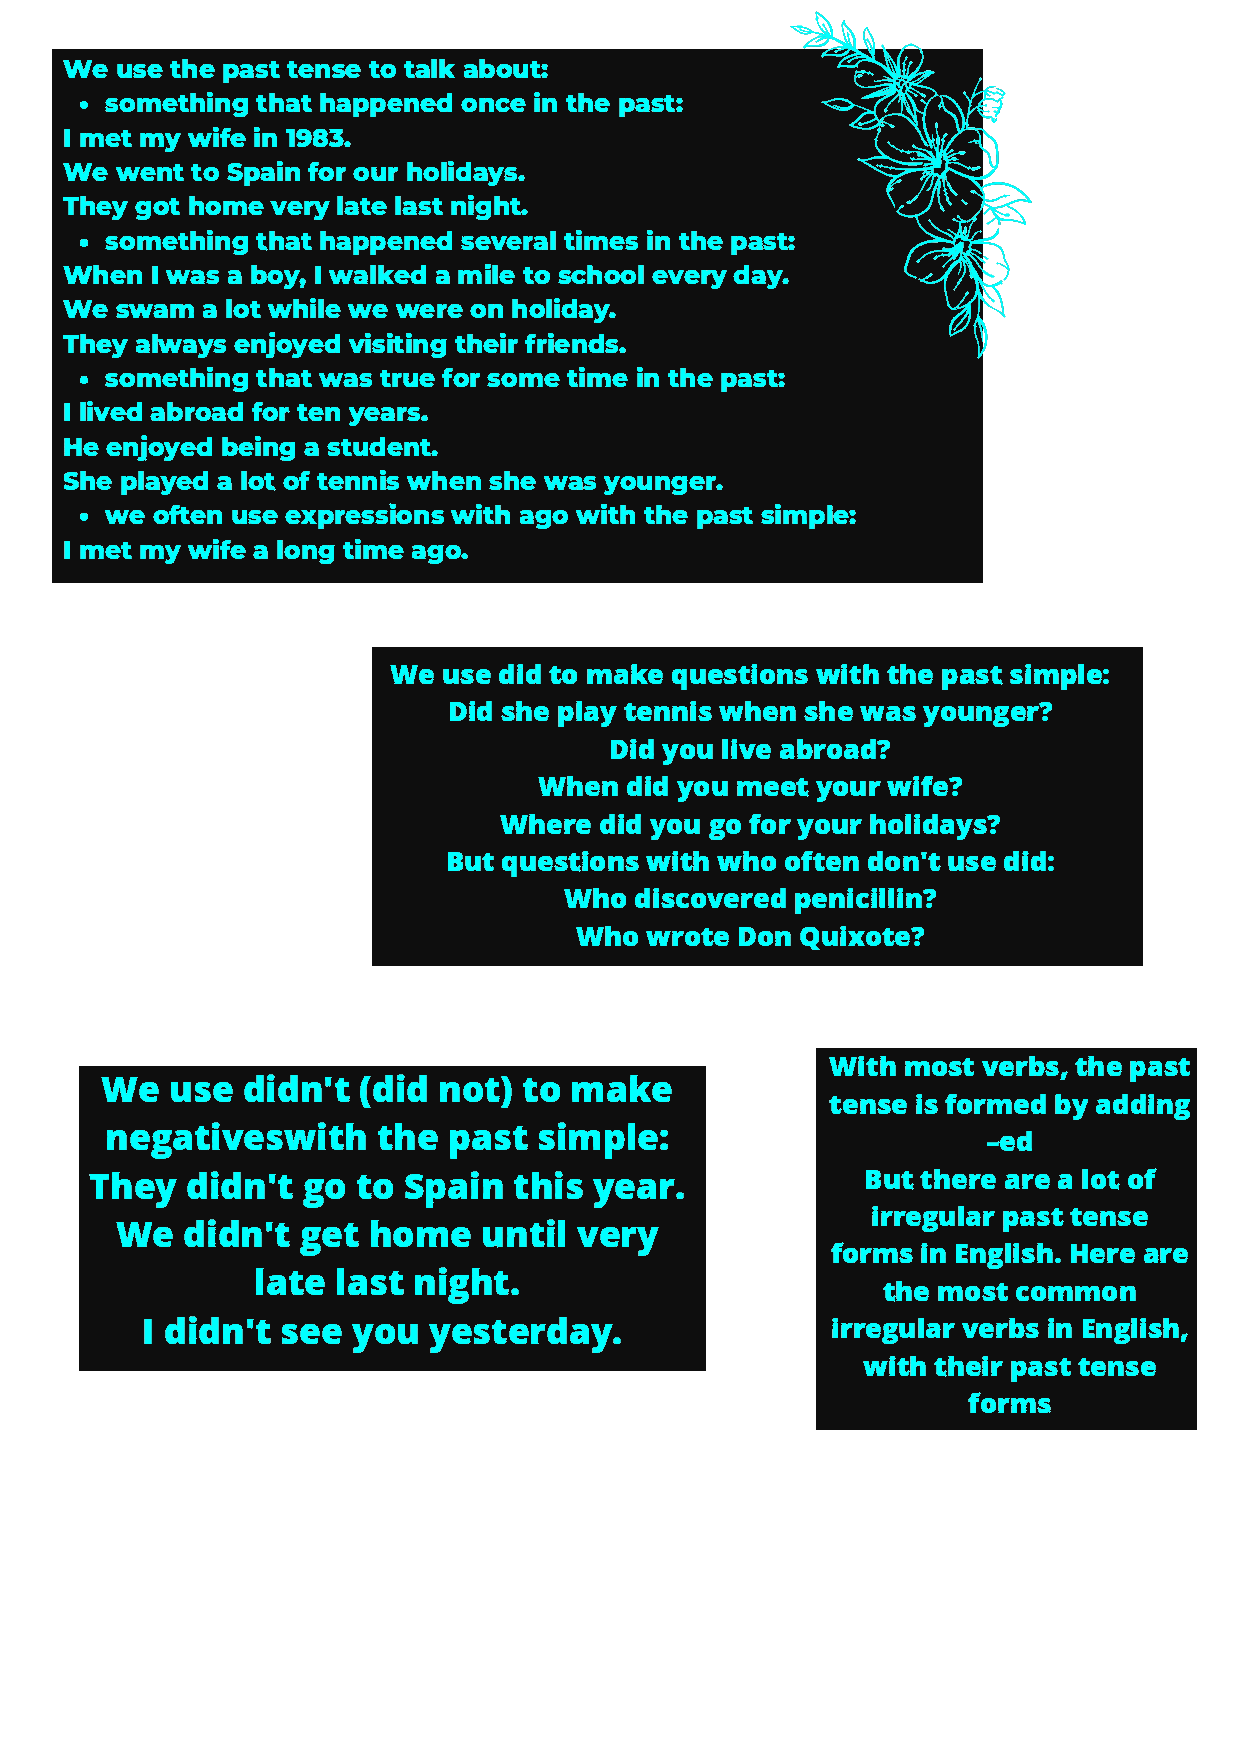 We use the past tense to talk about:
• something that happened once in the past:
I met my wife in 1983.
We went to Spain for our holidays.
They got home very late last night.
• something that happened several times in the past:
When I was a boy, I walked a mile to school every day.
We swam a lot while we were on holiday.
They always enjoyed visiting their friends.
• something that was true for some time in the past:
I lived abroad for ten years.
He enjoyed being a student.
She played a lot of tennis when she was younger.
• we often use expressions with ago with the past simple:
I met my wife a long time ago.
We use did to make questions with the past simple:
Did she play tennis when she was younger?
Did you live abroad?
When did you meet your wife?
Where did you go for your holidays?
But questions with who often don't use did:
Who discovered penicillin?
Who wrote Don Quixote?
We use didn't (did not) to make
negativeswith the past simple:
They didn't go to Spain this year.
We didn't get home until very
late last night.
I didn't see you yesterday.
With most verbs, the past
tense is formed by adding
–ed
But there are a lot of
irregular past tense
forms in English. Here are
the most common
irregular verbs in English,
with their past tense
forms